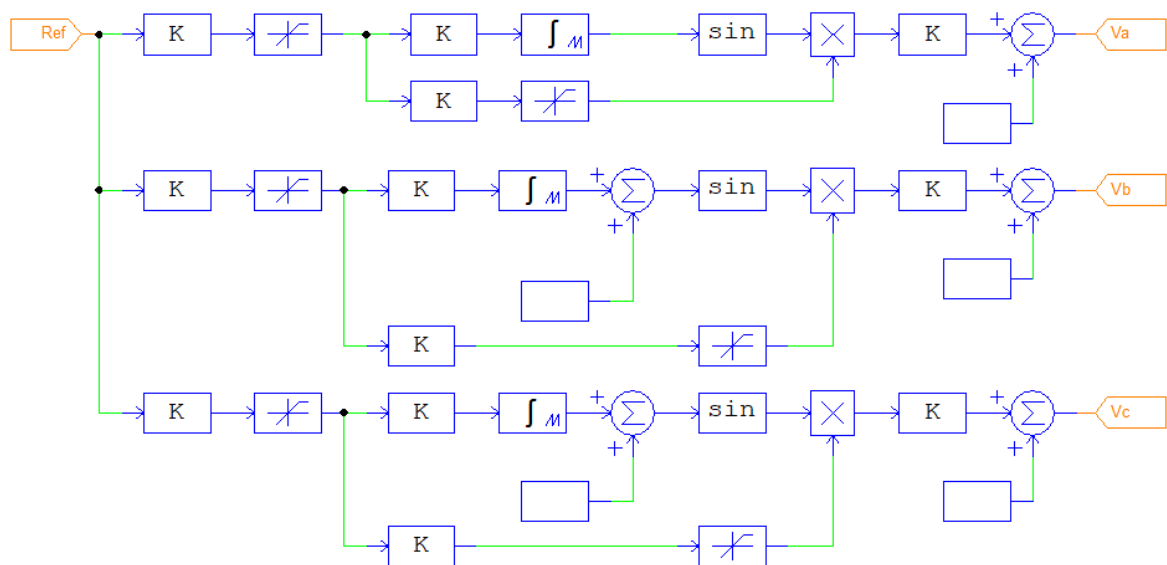 Ref K K ∫M sin × K + Σ + Va
K
K K ∫M + Σ + sin × K + Σ + Vb
K
K K ∫M + Σ + sin × K + Σ + Vc
K